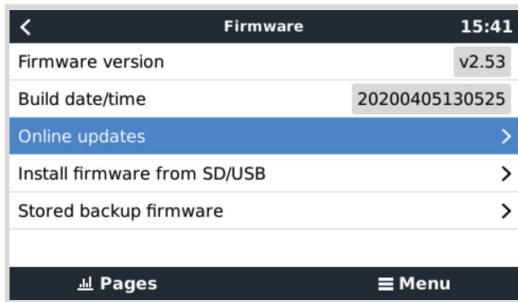 Firmware 15:41
Firmware version v2.53
Build date/time 20200405130525
Online updates
Install firmware from SD/USB
Stored backup firmware
Pages Menu